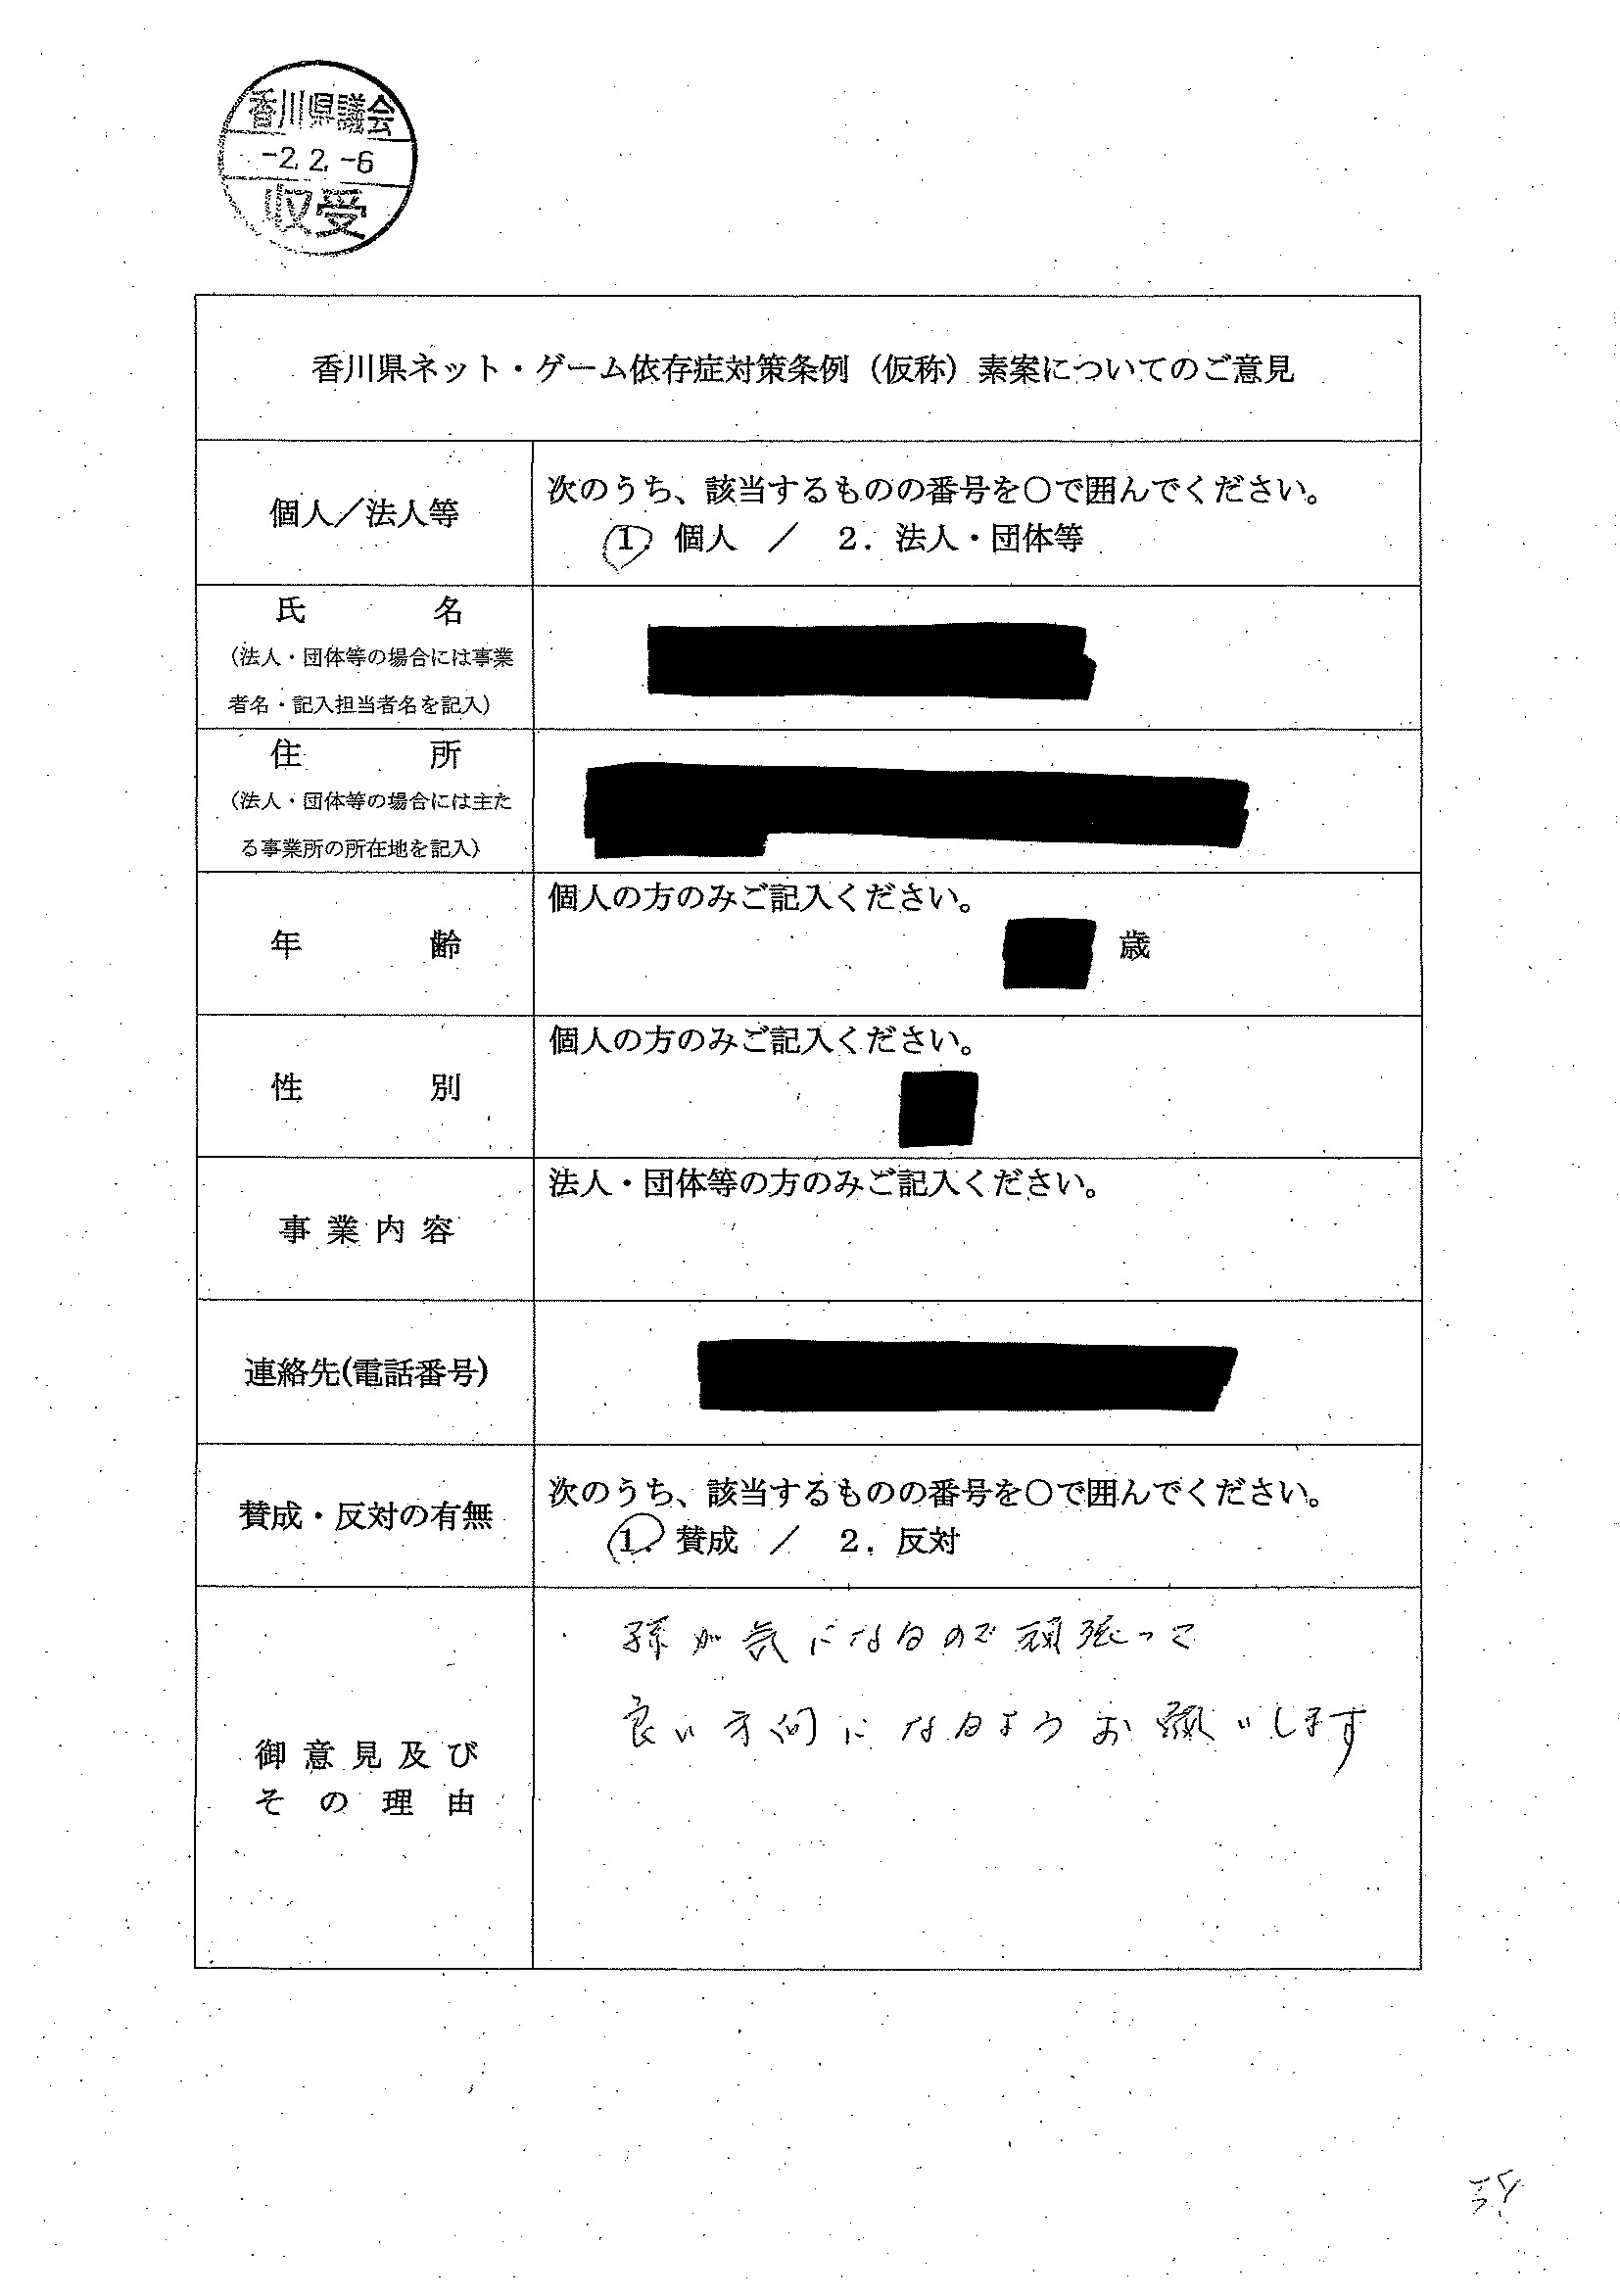 香川県議会
-2. 2. -6
収受
香川県ネット・ゲーム依存症対策条例（仮称）素案についてのご意見
個人／法人等
次のうち、該当するものの番号を○で囲んでください。
1. 個人 ／ 2. 法人・団体等
氏 名
（法人・団体等の場合には事業
者名・記入担当者名を記入）
住 所
（法人・団体等の場合には主た
る事業所の所在地を記入）
年 齢
個人の方のみご記入ください。
歳
性 別
個人の方のみご記入ください。
事業内容
法人・団体等の方のみご記入ください。
連絡先(電話番号)
賛成・反対の有無
次のうち、該当するものの番号を○で囲んでください。
1. 賛成 ／ 2. 反対
御意見及び
その理由
孫が気になるので頑張って
良い方向になるようお願いします